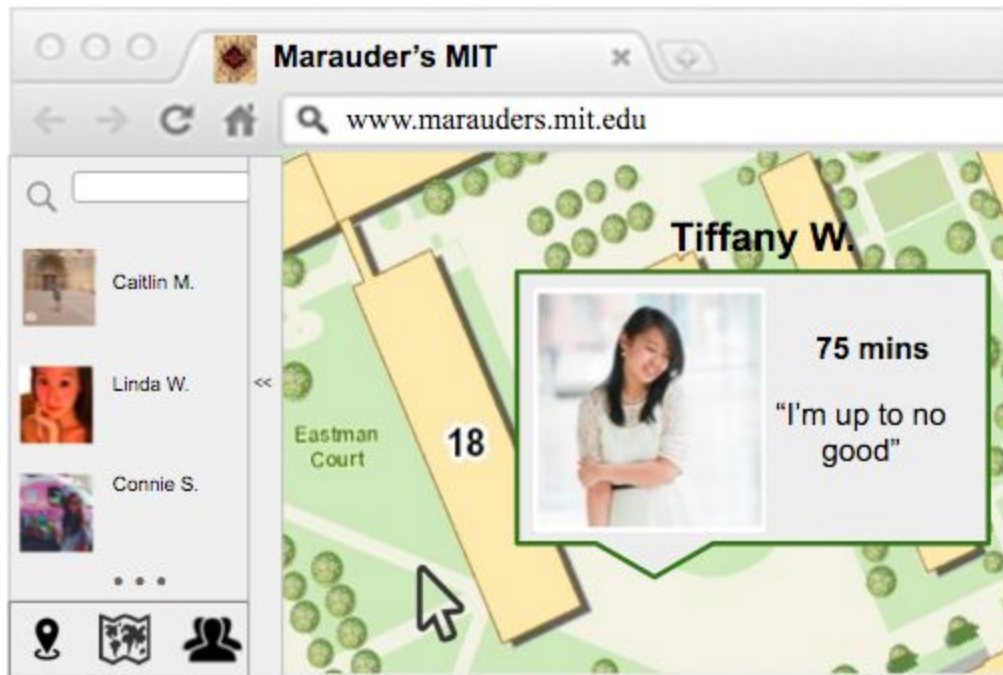 Marauder's MIT
www.marauders.mit.edu
Caitlin M.
Linda W.
Connie S.
<<
Eastman
Court
18
Tiffany W.
75 mins
“I'm up to no
good”